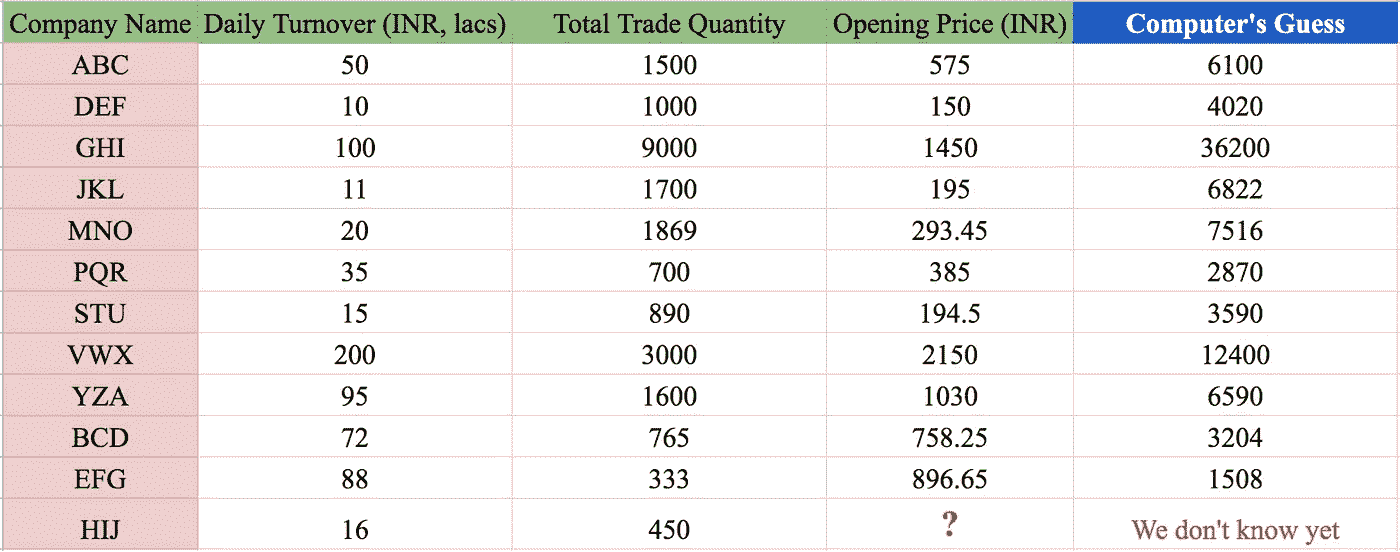 Company Name Daily Turnover (INR, lacs) Total Trade Quantity Opening Price (INR) Computer's Guess
ABC 50 1500 575 6100
DEF 10 1000 150 4020
GHI 100 9000 1450 36200
JKL 11 1700 195 6822
MNO 20 1869 293.45 7516
PQR 35 700 385 2870
STU 15 890 194.5 3590
VWX 200 3000 2150 12400
YZA 95 1600 1030 6590
BCD 72 765 758.25 3204
EFG 88 333 896.65 1508
HIJ 16 450 ? We don't know yet